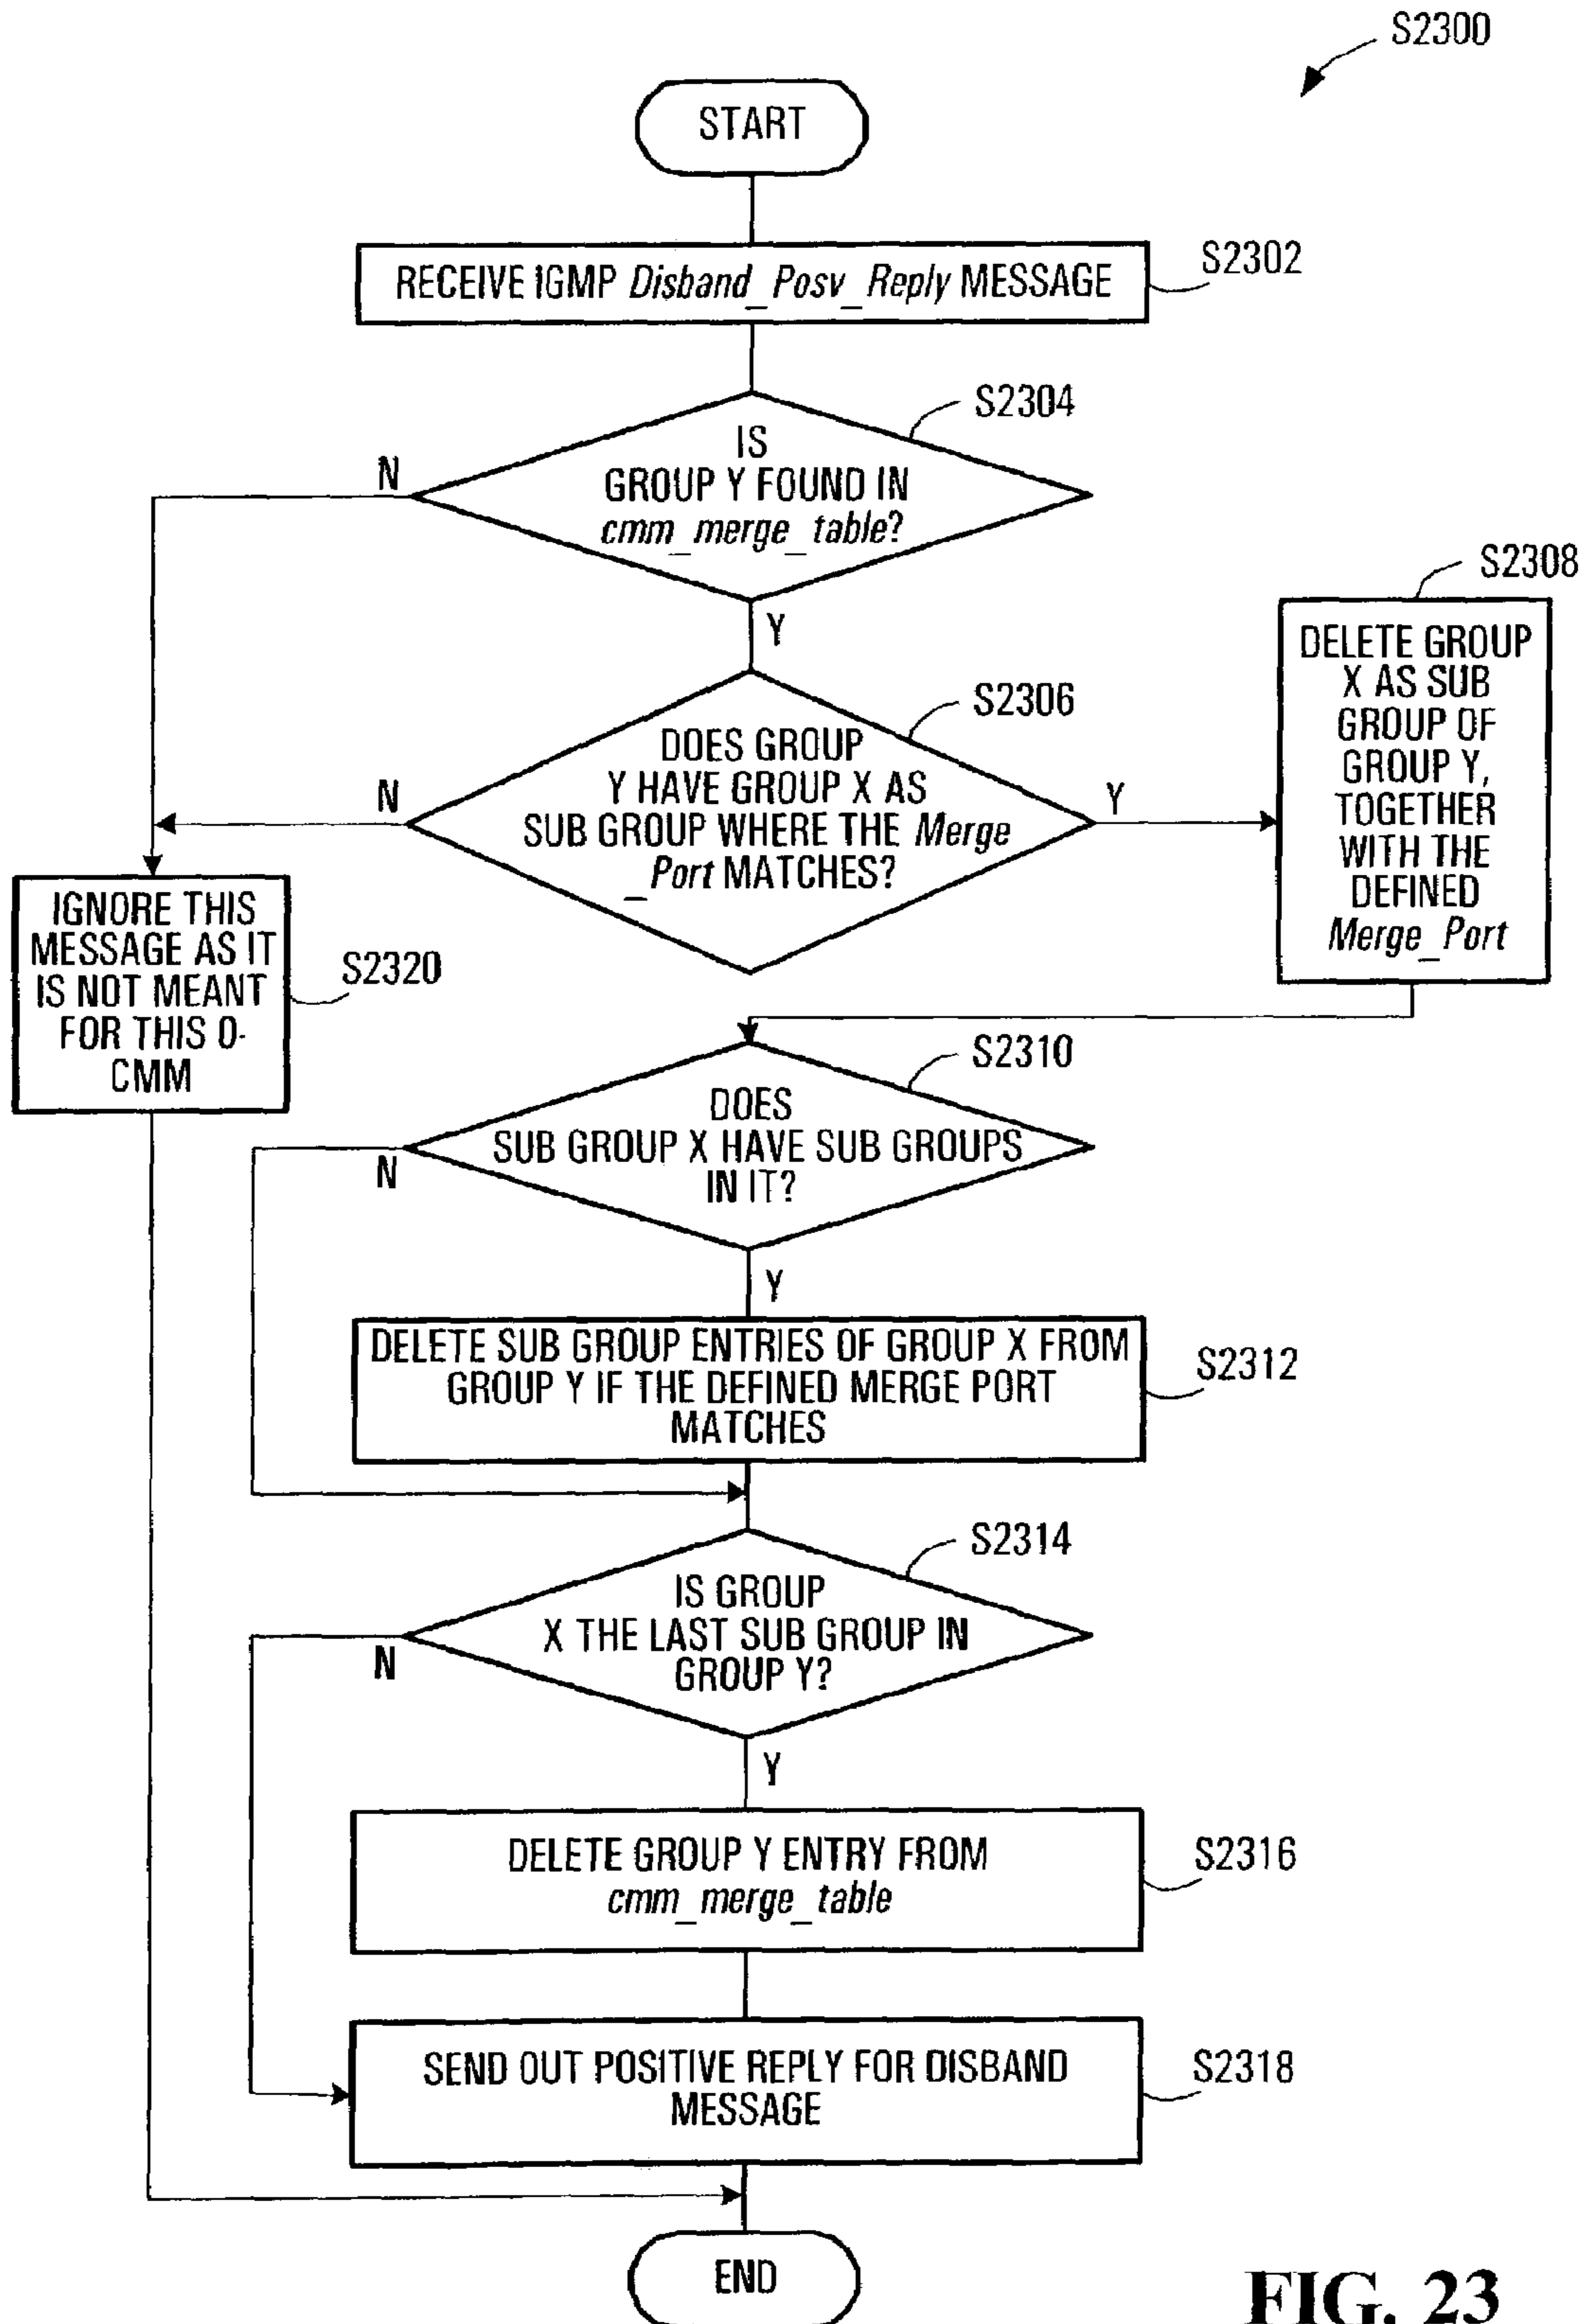 S2300
START
RECEIVE IGMP Disband_Posv_Reply MESSAGE
S2302
S2304
IS
GROUP Y FOUND IN
cmm_merge_table?
N
Y
S2308
DELETE GROUP
X AS SUB
GROUP OF
GROUP Y,
TOGETHER
WITH THE
DEFINED
Merge_Port
S2306
DOES GROUP
Y HAVE GROUP X AS
SUB GROUP WHERE THE Merge
_Port MATCHES?
N
Y
IGNORE THIS
MESSAGE AS IT
IS NOT MEANT
FOR THIS O-
CMM
S2320
S2310
DOES
SUB GROUP X HAVE SUB GROUPS
IN IT?
N
Y
DELETE SUB GROUP ENTRIES OF GROUP X FROM
GROUP Y IF THE DEFINED MERGE PORT
MATCHES
S2312
S2314
IS GROUP
X THE LAST SUB GROUP IN
GROUP Y?
N
Y
DELETE GROUP Y ENTRY FROM
cmm_merge_table
S2316
SEND OUT POSITIVE REPLY FOR DISBAND
MESSAGE
S2318
END
FIG. 23